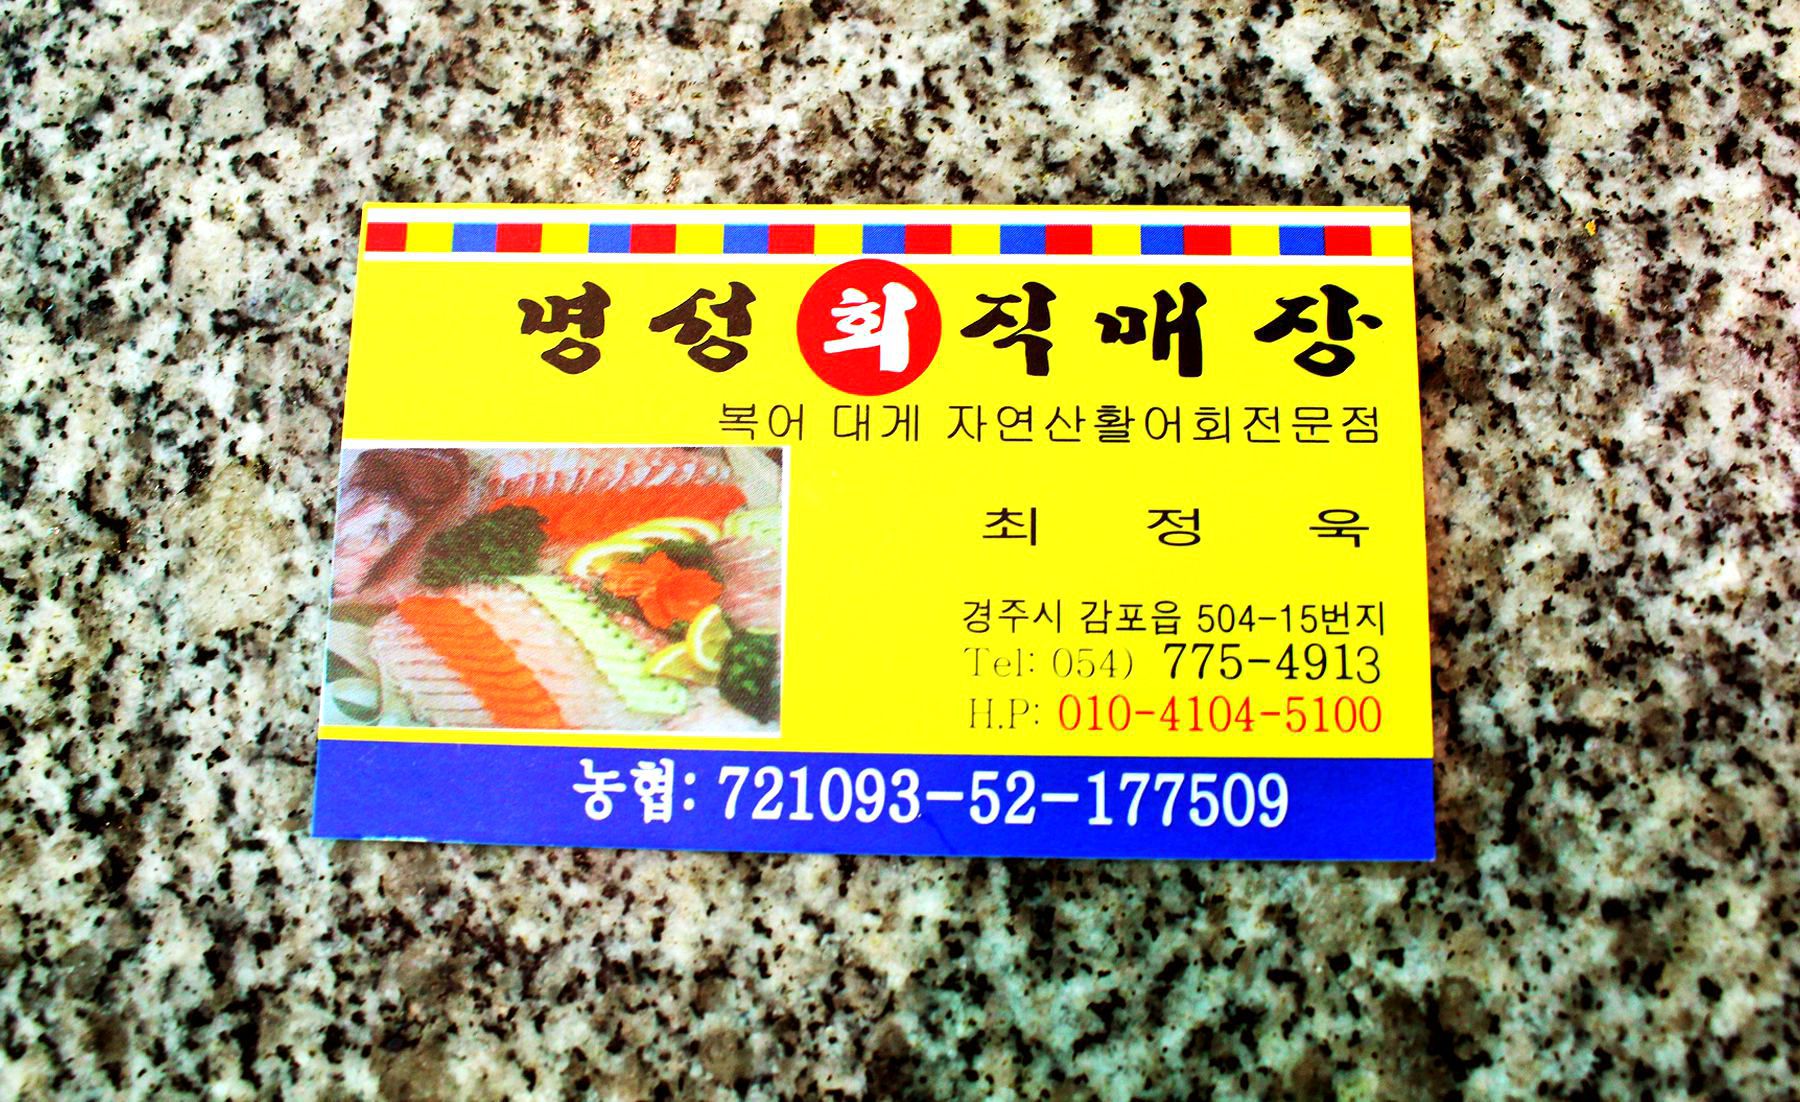 명성회직매장
복어 대게 자연산활어회전문점
최 정 욱
경주시 감포읍 504-15번지
Tel: 054) 775-4913
H.P: 010-4104-5100
농협: 721093-52-177509